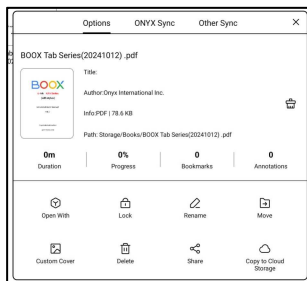 Options ONYX Sync Other Sync
BOOX Tab Series(20241012) .pdf
BOOX
Title:
Author:Onyx International Inc.
Info:PDF | 78.6 KB
Path: Storage/Books/BOOX Tab Series(20241012) .pdf
0m 0% 0 0
Duration Progress Bookmarks Annotations
Open With Lock Rename Move
Custom Cover Delete Share Copy to Cloud
Storage